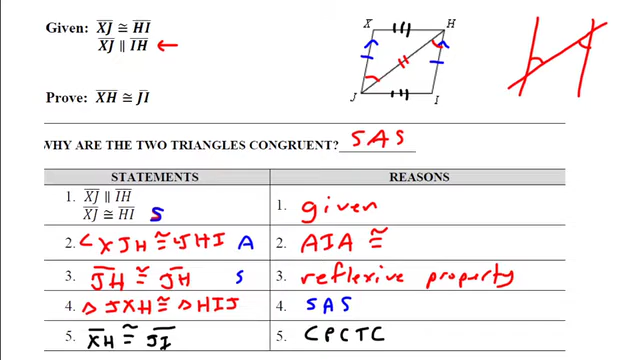 Given: XJ ≅ HI
XJ ∥ IH ←
Prove: XH ≅ JI
X H
J I
WHY ARE THE TWO TRIANGLES CONGRUENT? SAS
STATEMENTS REASONS
1. XJ ∥ IH
XJ ≅ HI S
1. given
2. <XJH ≅ <JHI A
2. AIA ≅
3. JH ≅ JH S
3. reflexive property
4. △JXH ≅ △HIJ
4. SAS
5. XH ≅ JI
5. CPCTC